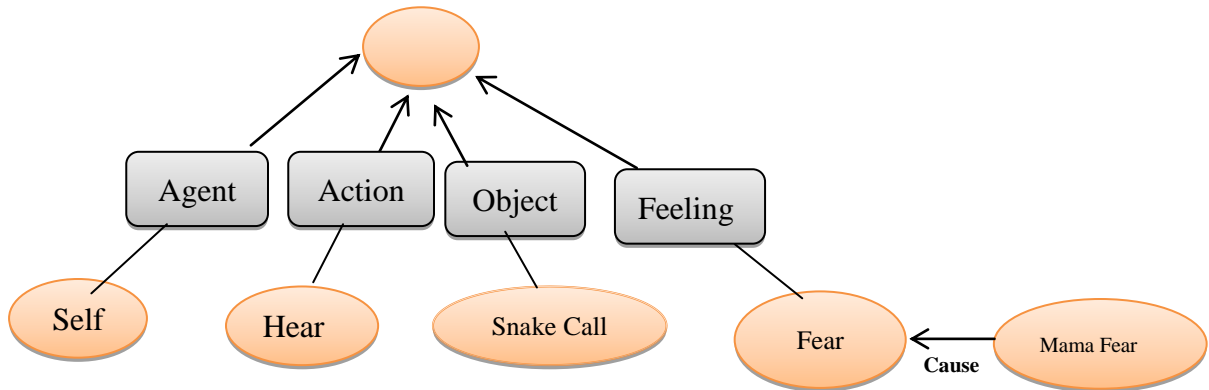 Agent
Action
Object
Feeling
Self
Hear
Snake Call
Fear
Cause
Mama Fear